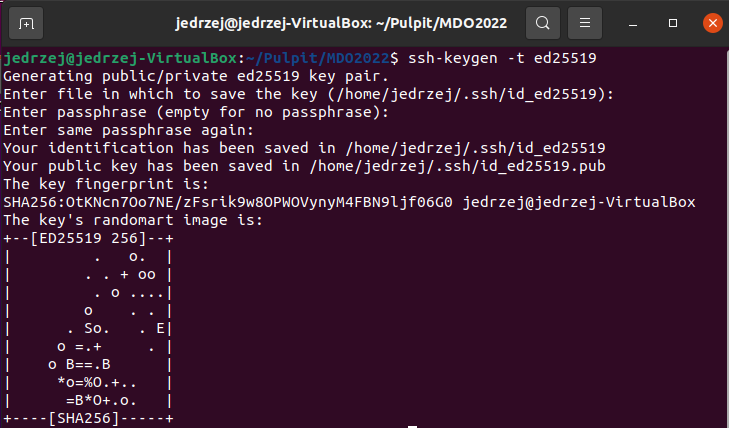 jedrzej@jedrzej-VirtualBox: ~/Pulpit/MDO2022
jedrzej@jedrzej-VirtualBox:~/Pulpit/MDO2022$ ssh-keygen -t ed25519
Generating public/private ed25519 key pair.
Enter file in which to save the key (/home/jedrzej/.ssh/id_ed25519):
Enter passphrase (empty for no passphrase):
Enter same passphrase again:
Your identification has been saved in /home/jedrzej/.ssh/id_ed25519
Your public key has been saved in /home/jedrzej/.ssh/id_ed25519.pub
The key fingerprint is:
SHA256:OtKNcn7Oo7NE/zFsrik9w8OPWOVynyM4FBN9ljf06G0 jedrzej@jedrzej-VirtualBox
The key's randomart image is:
+--[ED25519 256]--+
|         .   o.  |
|        . . + oo |
|         . o ....|
|        o    . . |
|      . So.   . E|
|     o =.+     . |
|    o B==.B      |
|     *o=%O.+..   |
|      =B*O+.o.   |
+----[SHA256]-----+